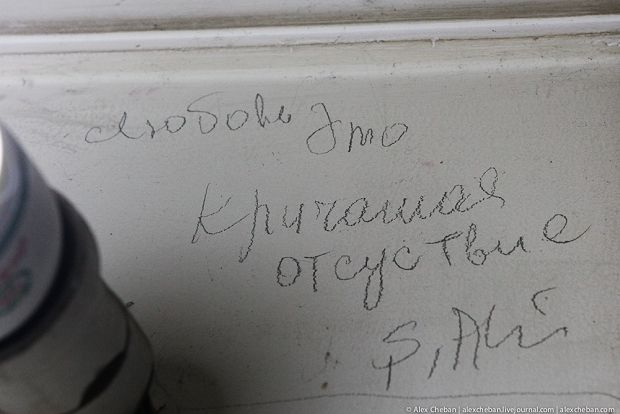 Любовь Это
Кричащая
отсуствие
© Alex Cheban | alexcheban.livejournal.com | alexcheban.com